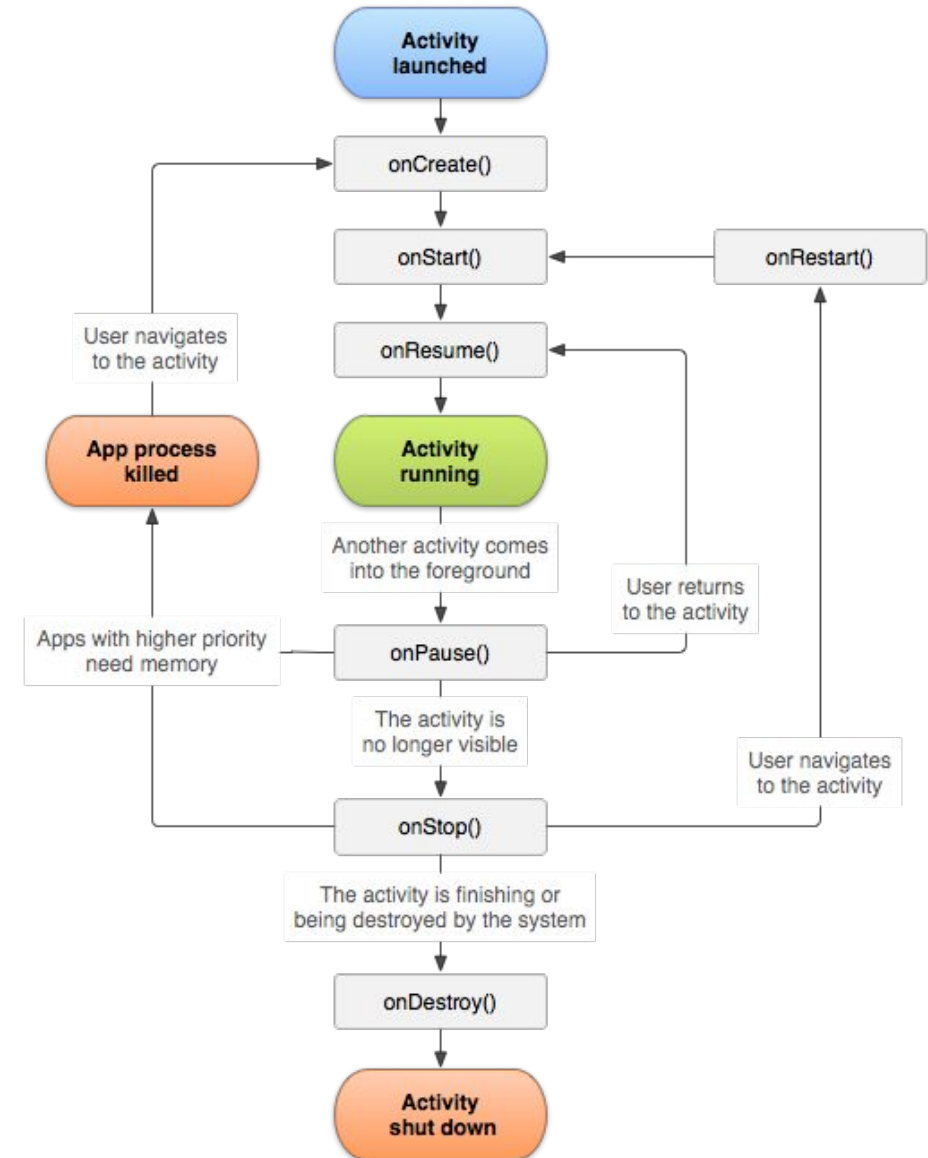 Activity
launched
onCreate()
onStart()
onRestart()
onResume()
User navigates
to the activity
App process
killed
Activity
running
Another activity comes
into the foreground
User returns
to the activity
Apps with higher priority
need memory
onPause()
The activity is
no longer visible
User navigates
to the activity
onStop()
The activity is finishing or
being destroyed by the system
onDestroy()
Activity
shut down